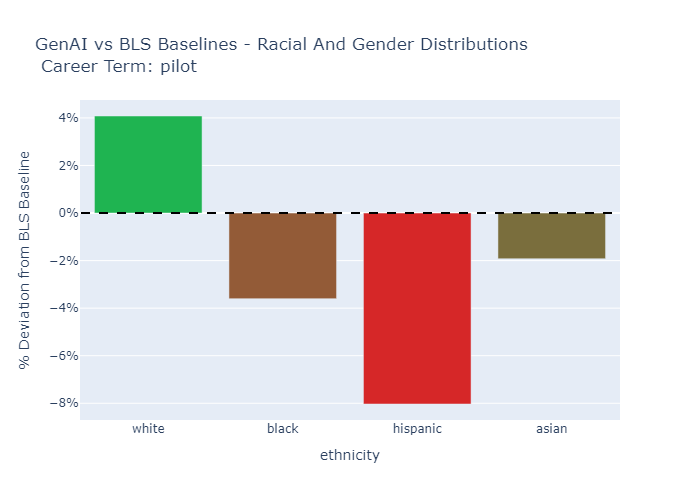 GenAI vs BLS Baselines - Racial And Gender Distributions
Career Term: pilot
% Deviation from BLS Baseline
4%
2%
0%
−2%
−4%
−6%
−8%
white black hispanic asian
ethnicity